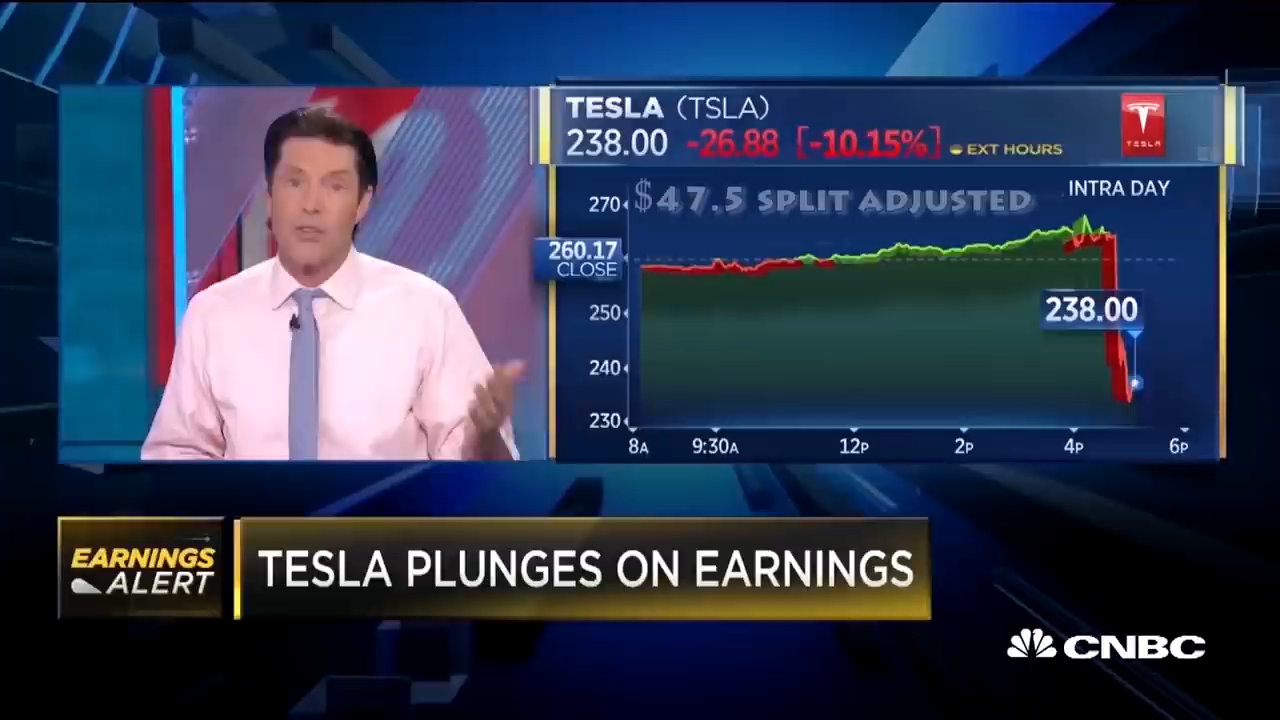 TESLA (TSLA)
238.00 -26.88 [-10.15%] EXT HOURS
TESLA
$47.5 SPLIT ADJUSTED
INTRA DAY
270
260.17
CLOSE
250
238.00
240
230
8A 9:30A 12P 2P 4P 6P
EARNINGS
ALERT
TESLA PLUNGES ON EARNINGS
CNBC